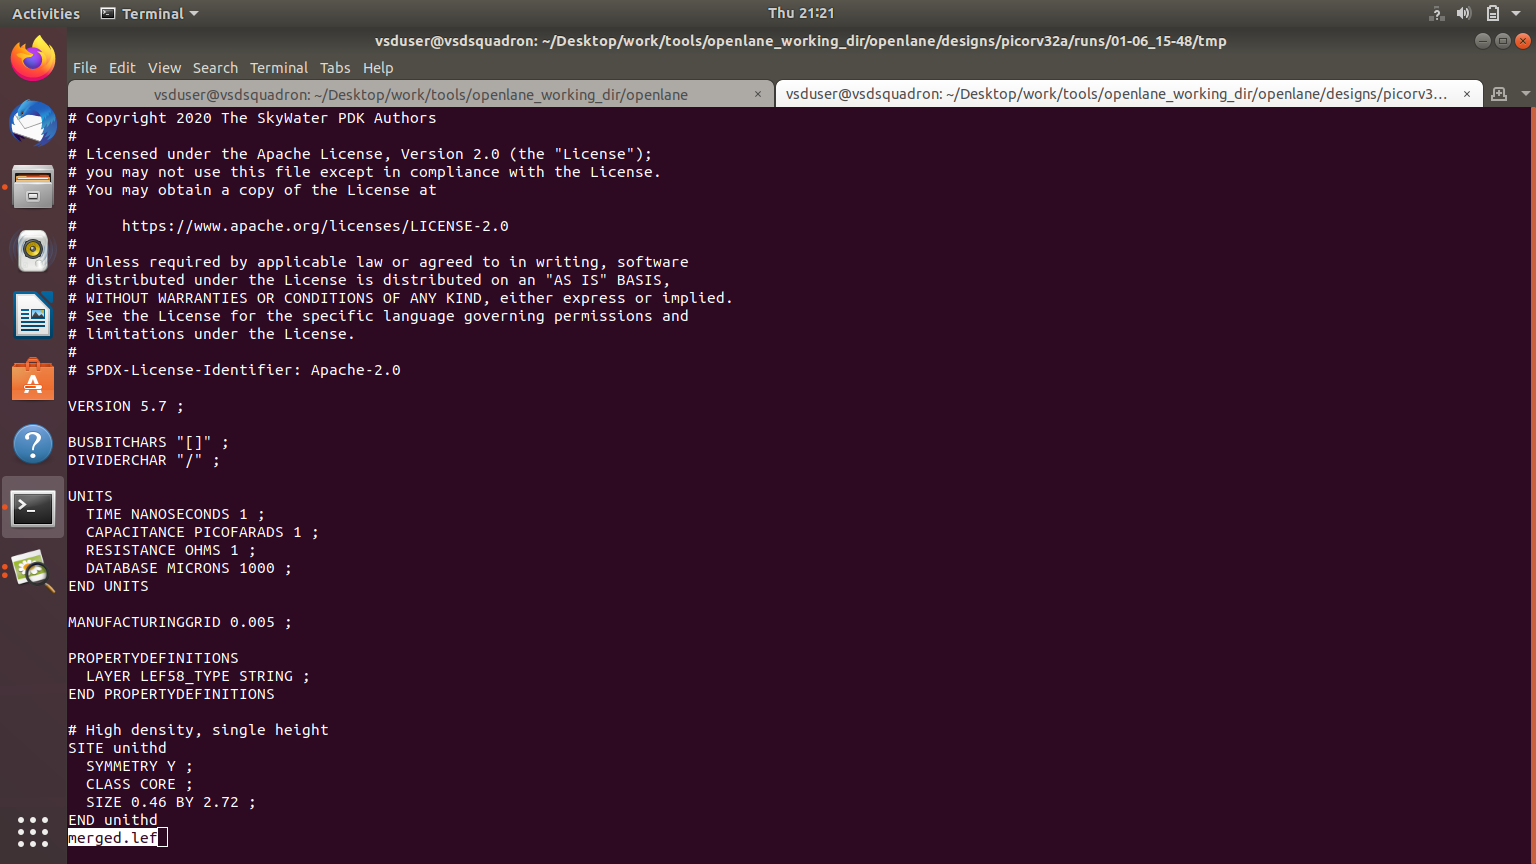 Activities Terminal Thu 21:21
vsduser@vsdsquadron: ~/Desktop/work/tools/openlane_working_dir/openlane/designs/picorv32a/runs/01-06_15-48/tmp
File Edit View Search Terminal Tabs Help
vsduser@vsdsquadron: ~/Desktop/work/tools/openlane_working_dir/openlane × vsduser@vsdsquadron: ~/Desktop/work/tools/openlane_working_dir/openlane/designs/picorv3... ×
# Copyright 2020 The SkyWater PDK Authors
#
# Licensed under the Apache License, Version 2.0 (the "License");
# you may not use this file except in compliance with the License.
# You may obtain a copy of the License at
#
#     https://www.apache.org/licenses/LICENSE-2.0
#
# Unless required by applicable law or agreed to in writing, software
# distributed under the License is distributed on an "AS IS" BASIS,
# WITHOUT WARRANTIES OR CONDITIONS OF ANY KIND, either express or implied.
# See the License for the specific language governing permissions and
# limitations under the License.
#
# SPDX-License-Identifier: Apache-2.0
VERSION 5.7 ;
BUSBITCHARS "[]" ;
DIVIDERCHAR "/" ;
UNITS
  TIME NANOSECONDS 1 ;
  CAPACITANCE PICOFARADS 1 ;
  RESISTANCE OHMS 1 ;
  DATABASE MICRONS 1000 ;
END UNITS
MANUFACTURINGGRID 0.005 ;
PROPERTYDEFINITIONS
  LAYER LEF58_TYPE STRING ;
END PROPERTYDEFINITIONS
# High density, single height
SITE unithd
  SYMMETRY Y ;
  CLASS CORE ;
  SIZE 0.46 BY 2.72 ;
END unithd
merged.lef